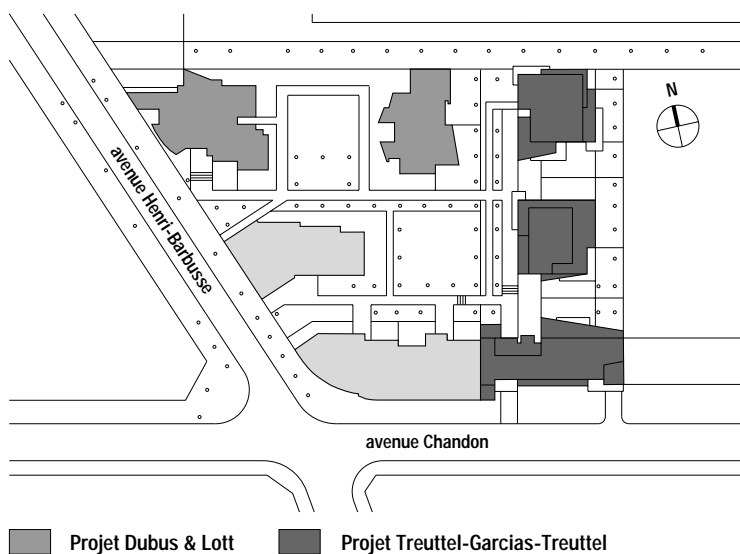 N
avenue Henri-Barbusse
avenue Chandon
Projet Dubus & Lott
Projet Treuttel-Garcias-Treuttel